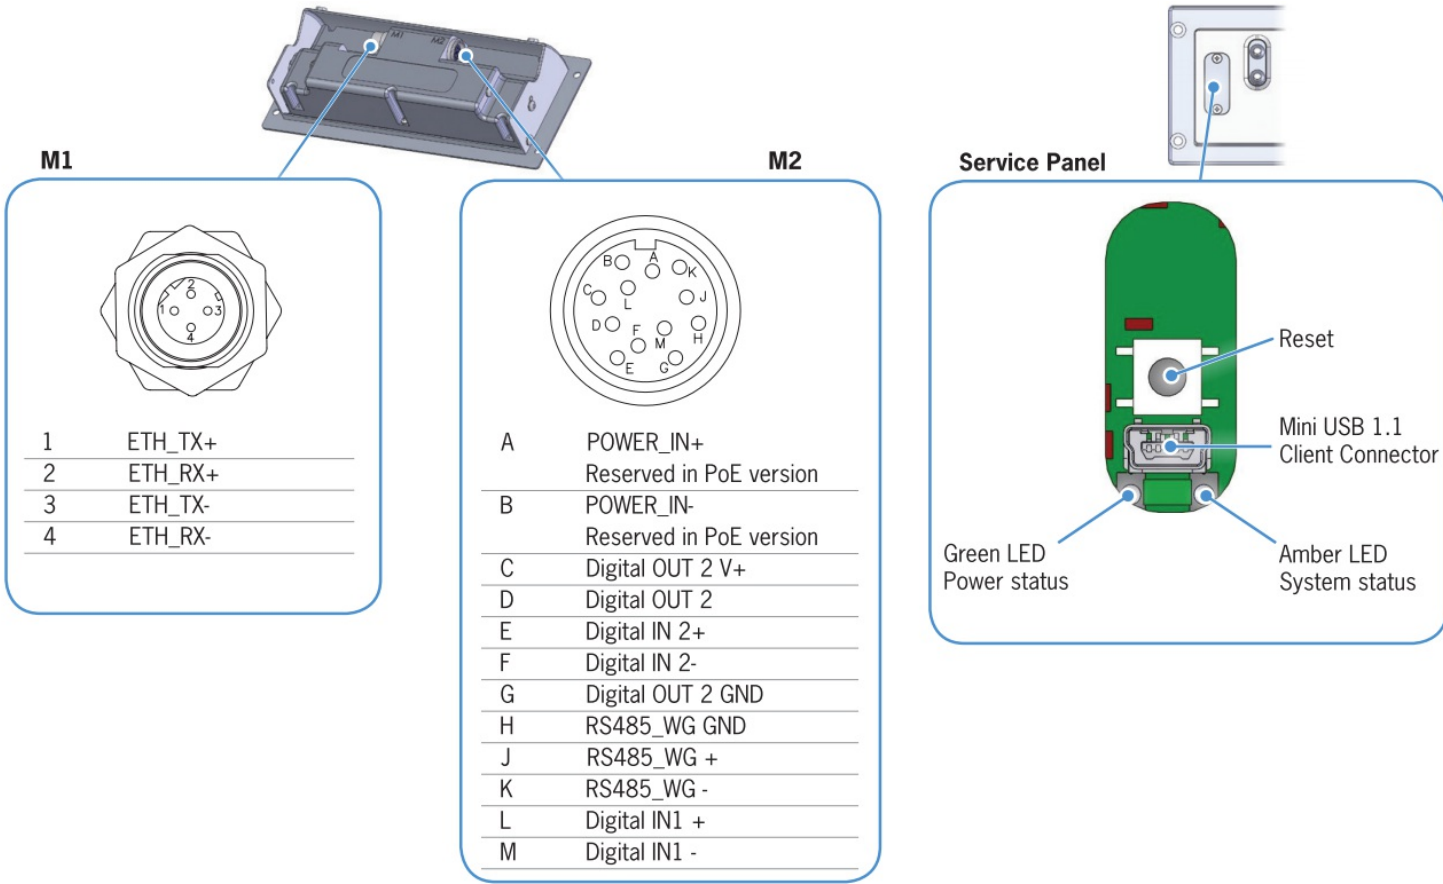 M1 M2
M1
M2
Service Panel
2
1 3
4
B A K
C L J
D F M H
E G
1 ETH_TX+
2 ETH_RX+
3 ETH_TX-
4 ETH_RX-
A POWER_IN+
Reserved in PoE version
B POWER_IN-
Reserved in PoE version
C Digital OUT 2 V+
D Digital OUT 2
E Digital IN 2+
F Digital IN 2-
G Digital OUT 2 GND
H RS485_WG GND
J RS485_WG +
K RS485_WG -
L Digital IN1 +
M Digital IN1 -
Reset
Mini USB 1.1
Client Connector
Green LED
Power status
Amber LED
System status